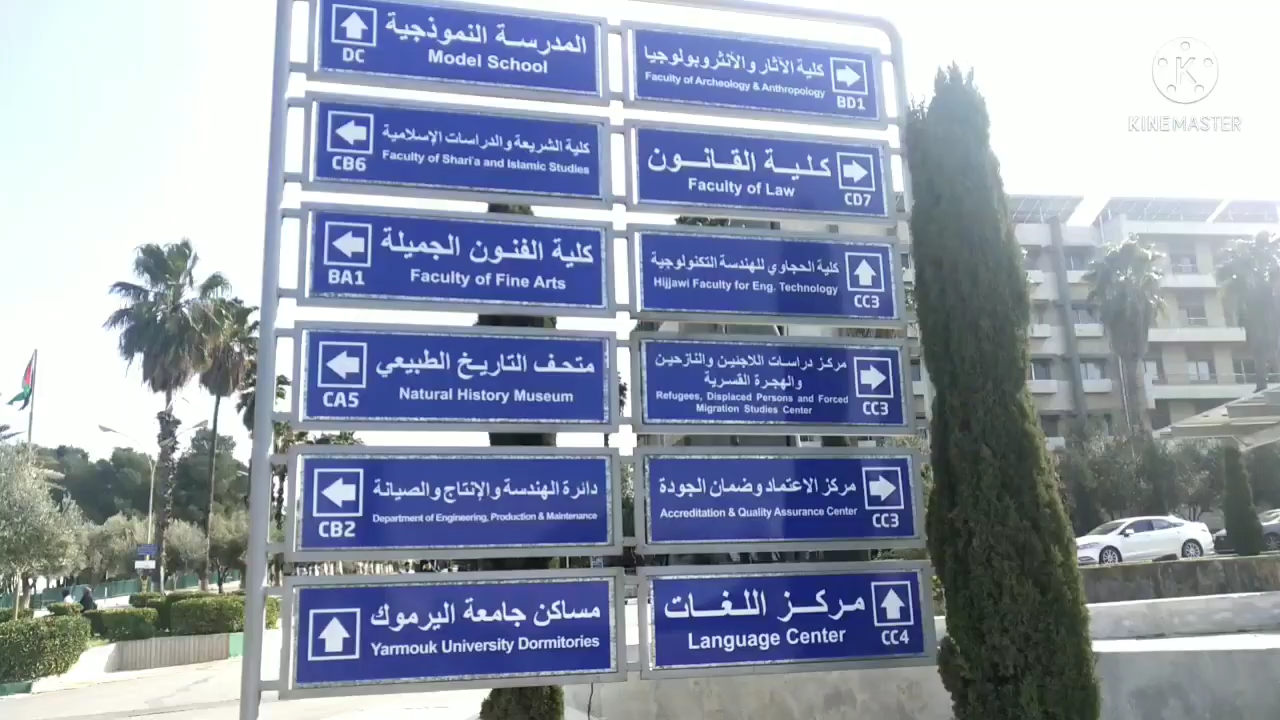 المدرسة النموذجية
Model School
DC
كلية الآثار والأنثروبولوجيا
Faculty of Archeology & Anthropology
BD1
كلية الشريعة والدراسات الإسلامية
Faculty of Shari'a and Islamic Studies
CB6
كلية القانون
Faculty of Law
CD7
كلية الفنون الجميلة
Faculty of Fine Arts
BA1
كلية الحجاوي للهندسة التكنولوجية
Hijjawi Faculty for Eng. Technology
CC3
متحف التاريخ الطبيعي
Natural History Museum
CA5
مركز دراسات اللاجئين والنازحين
والهجرة القسرية
Refugees, Displaced Persons and Forced
Migration Studies Center
CC3
دائرة الهندسة والإنتاج والصيانة
Department of Engineering, Production & Maintenance
CB2
مركز الاعتماد وضمان الجودة
Accreditation & Quality Assurance Center
CC3
مساكن جامعة اليرموك
Yarmouk University Dormitories
مركز اللغات
Language Center
CC4
K
KINEMASTER